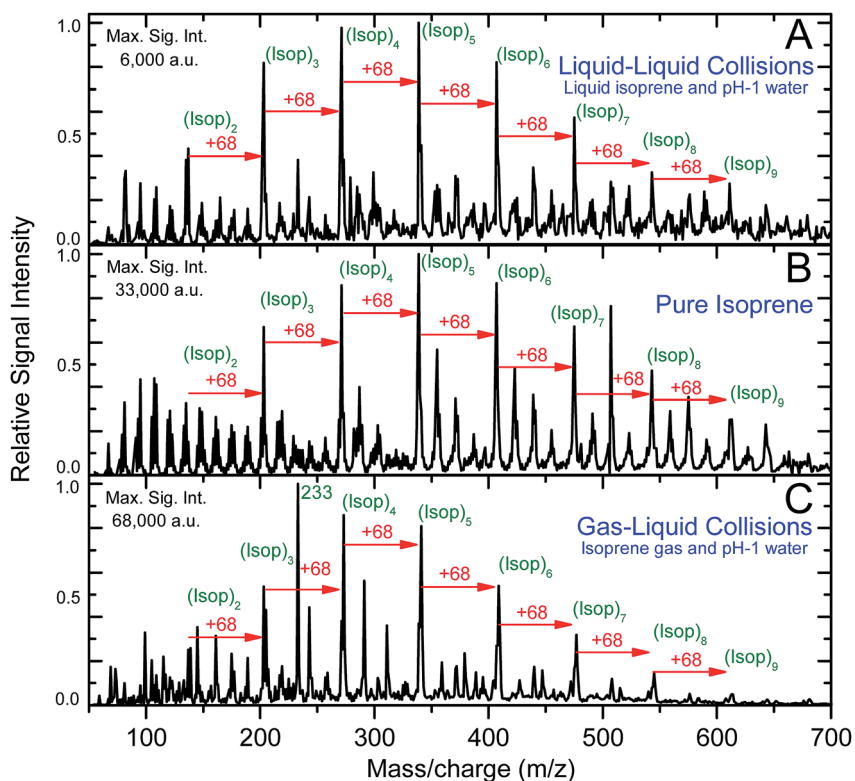 Relative Signal Intensity
1.0
0.5
0.0
Max. Sig. Int.
6,000 a.u.
A
Liquid-Liquid Collisions
Liquid isoprene and pH-1 water
(Isop)2
(Isop)3
(Isop)4
(Isop)5
(Isop)6
(Isop)7
(Isop)8
(Isop)9
+68
+68
+68
+68
+68
+68
+68
1.0
0.5
0.0
Max. Sig. Int.
33,000 a.u.
B
Pure Isoprene
(Isop)2
(Isop)3
(Isop)4
(Isop)5
(Isop)6
(Isop)7
(Isop)8
(Isop)9
+68
+68
+68
+68
+68
+68
+68
1.0
0.5
0.0
Max. Sig. Int.
68,000 a.u.
C
Gas-Liquid Collisions
Isoprene gas and pH-1 water
233
(Isop)2
(Isop)3
(Isop)4
(Isop)5
(Isop)6
(Isop)7
(Isop)8
(Isop)9
+68
+68
+68
+68
+68
+68
+68
100 200 300 400 500 600 700
Mass/charge (m/z)